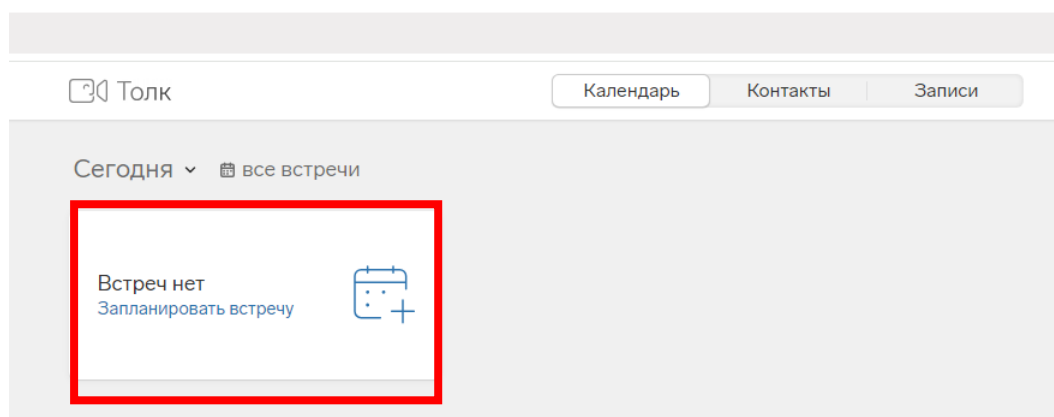 Толк
Календарь Контакты Записи
Сегодня все встречи
Встреч нет
Запланировать встречу